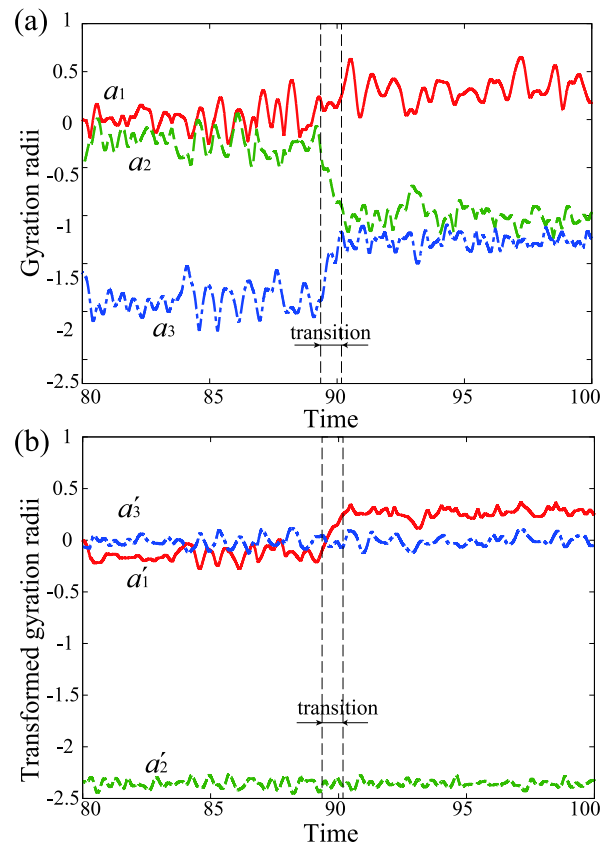 (a)
1
0.5
0
-0.5
-1
-1.5
-2
-2.5
Gyration radii
a1
a2
a3
transition
80
85
90
95
100
Time
(b)
1
0.5
0
-0.5
-1
-1.5
-2
-2.5
Transformed gyration radii
a′3
a′1
transition
a′2
80
85
90
95
100
Time